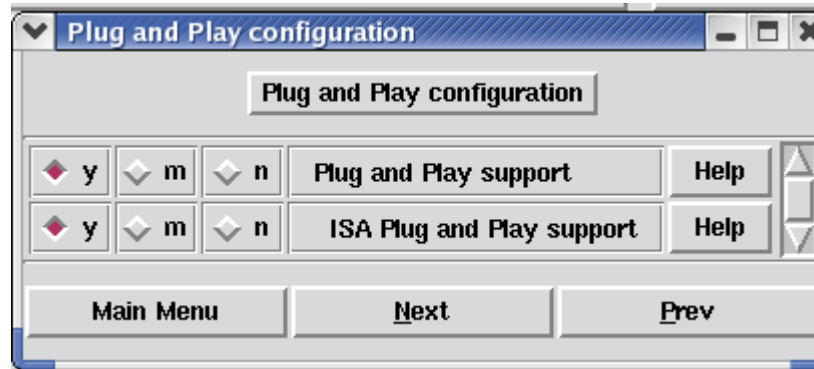 Plug and Play configuration
Plug and Play configuration
y m n Plug and Play support Help
y m n ISA Plug and Play support Help
Main Menu Next Prev